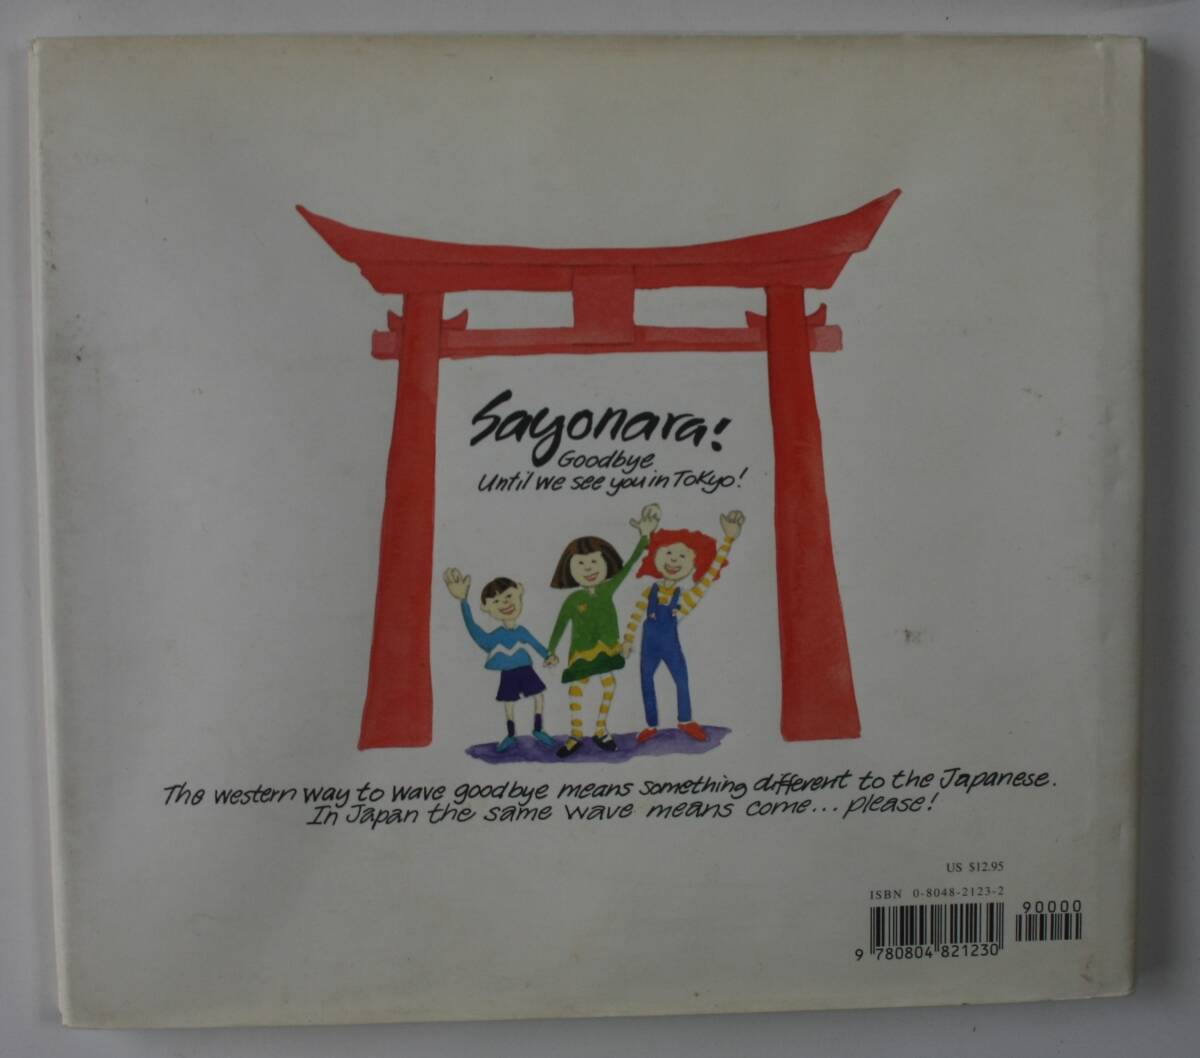 Sayonara!
Goodbye
Until we see you in Tokyo!
The western way to wave goodbye means something different to the Japanese.
In Japan the same wave means come... please!
US $12.95
ISBN 0-8048-2123-2
90000
9 780804 821230